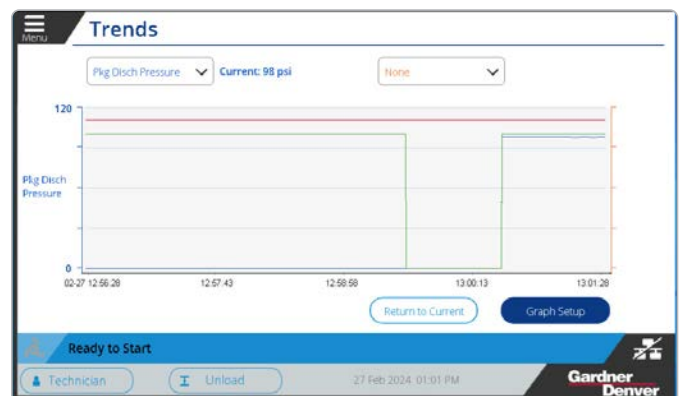 Menu
Trends
Pkg Disch Pressure
Current: 98 psi
None
120
Pkg Disch
Pressure
0
02-27 12:56:28
12:57:43
12:58:58
13:00:13
13:01:28
Return to Current
Graph Setup
Ready to Start
Technician
Unload
27 Feb 2024 01:01 PM
Gardner
Denver